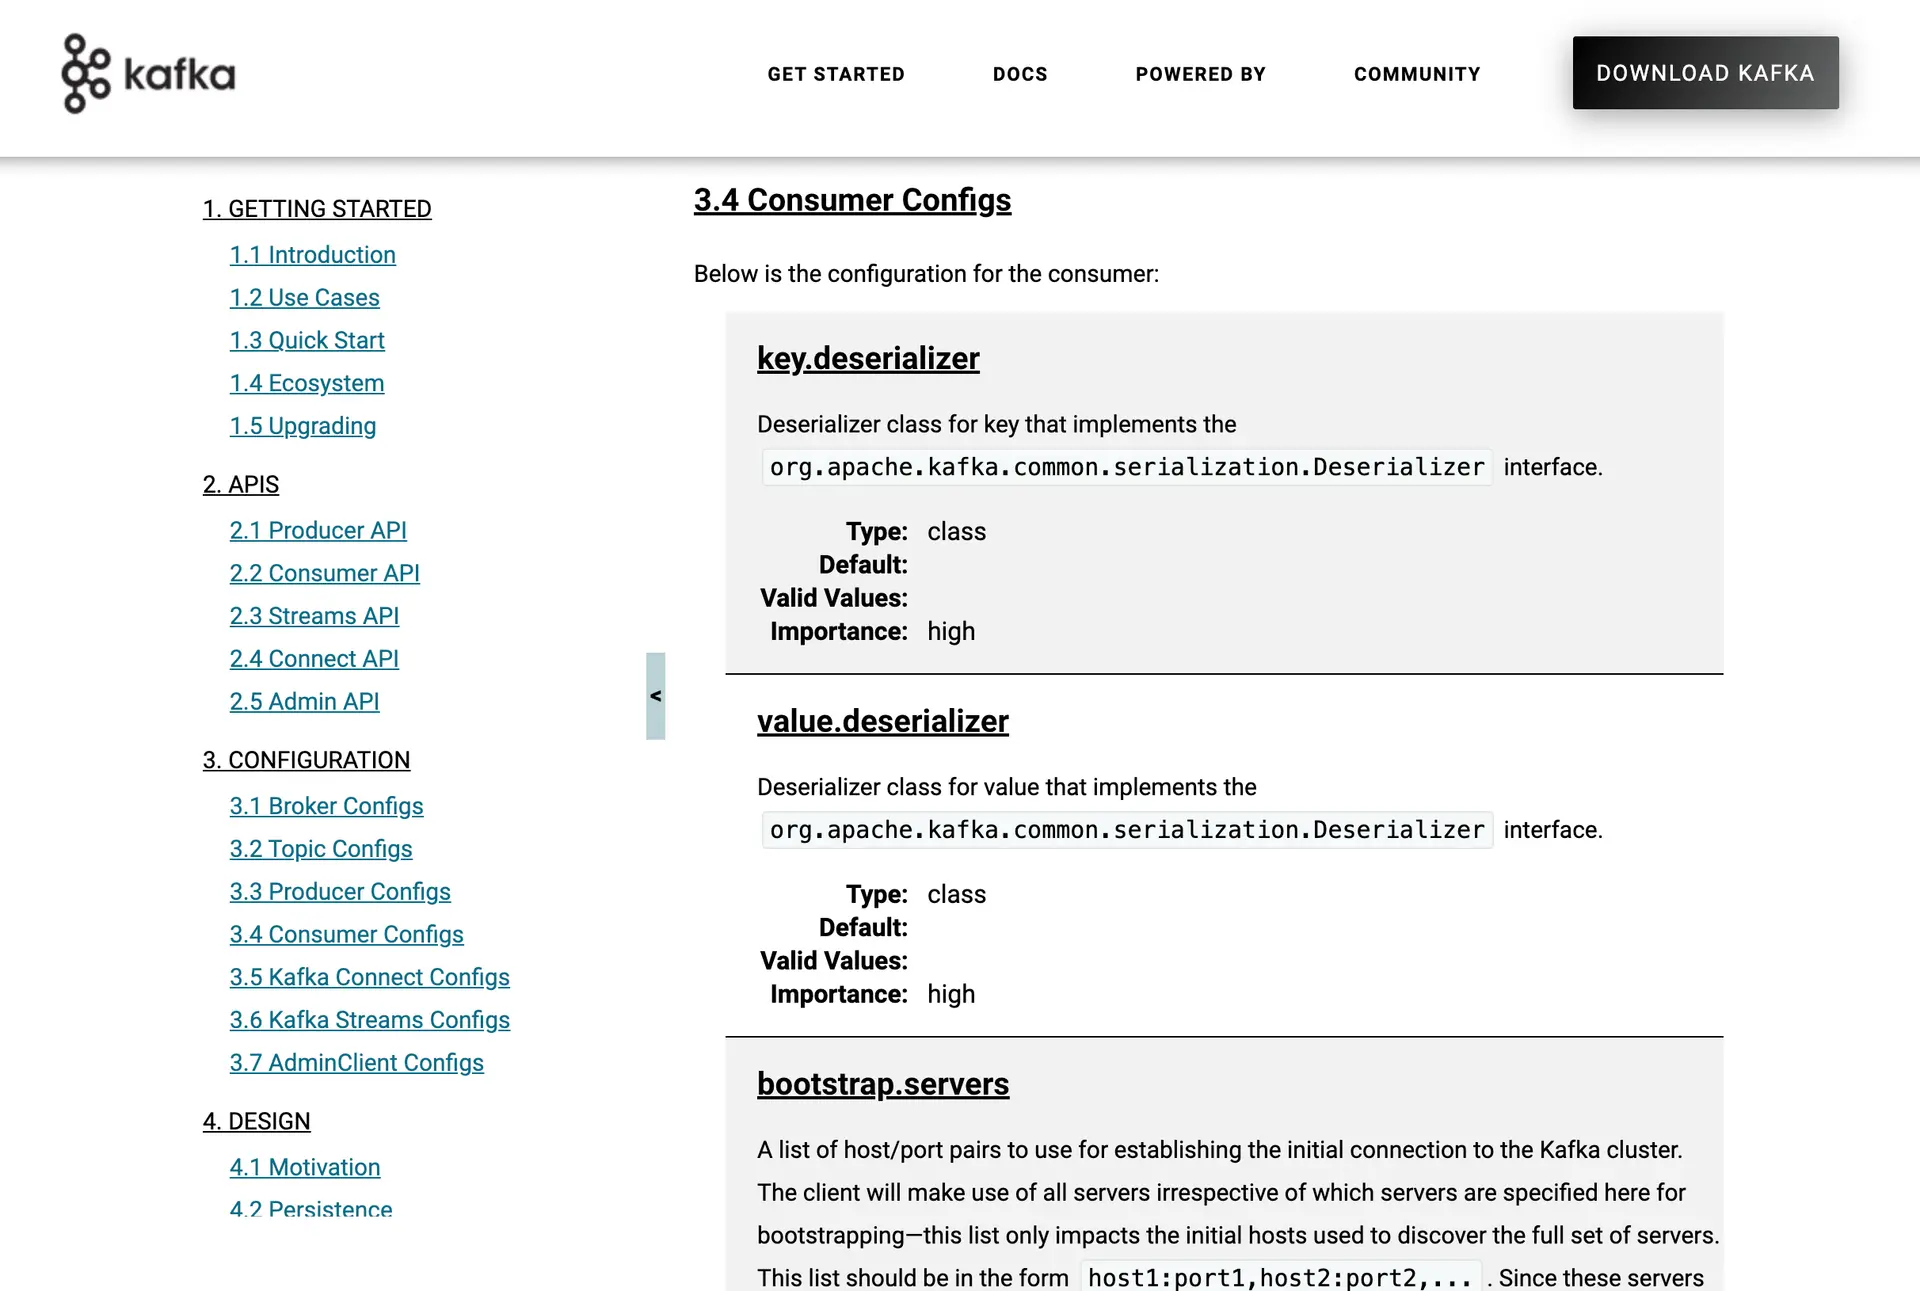 kafka
GET STARTED
DOCS
POWERED BY
COMMUNITY
DOWNLOAD KAFKA
1. GETTING STARTED
1.1 Introduction
1.2 Use Cases
1.3 Quick Start
1.4 Ecosystem
1.5 Upgrading
2. APIS
2.1 Producer API
2.2 Consumer API
2.3 Streams API
2.4 Connect API
2.5 Admin API
3. CONFIGURATION
3.1 Broker Configs
3.2 Topic Configs
3.3 Producer Configs
3.4 Consumer Configs
3.5 Kafka Connect Configs
3.6 Kafka Streams Configs
3.7 AdminClient Configs
4. DESIGN
4.1 Motivation
4.2 Persistence
<
3.4 Consumer Configs
Below is the configuration for the consumer:
key.deserializer
Deserializer class for key that implements the
org.apache.kafka.common.serialization.Deserializer interface.
Type: class
Default:
Valid Values:
Importance: high
value.deserializer
Deserializer class for value that implements the
org.apache.kafka.common.serialization.Deserializer interface.
Type: class
Default:
Valid Values:
Importance: high
bootstrap.servers
A list of host/port pairs to use for establishing the initial connection to the Kafka cluster.
The client will make use of all servers irrespective of which servers are specified here for
bootstrapping—this list only impacts the initial hosts used to discover the full set of servers.
This list should be in the form host1:port1,host2:port2,... . Since these servers